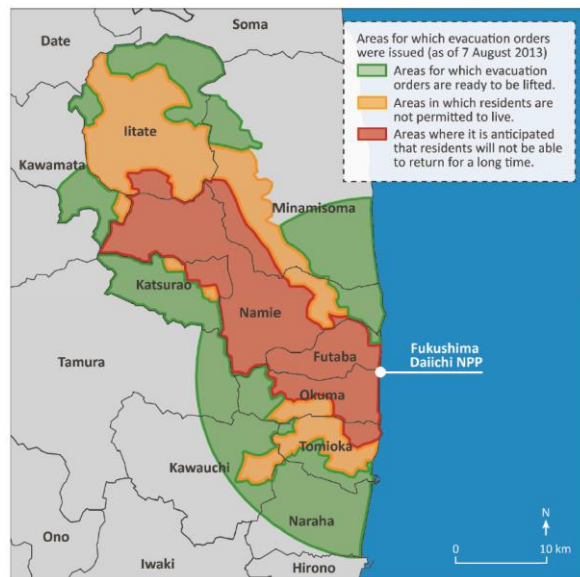 Soma
Date
Areas for which evacuation orders
were issued (as of 7 August 2013)
Areas for which evacuation
orders are ready to be lifted.
Areas in which residents are
not permitted to live.
Areas where it is anticipated
that residents will not be able
to return for a long time.
Iitate
Kawamata
Minamisoma
Katsurao
Namie
Tamura
Futaba
Fukushima
Daiichi NPP
Okuma
Tomioka
Kawauchi
Naraha
Ono
Iwaki
Hirono
N
0 10 km